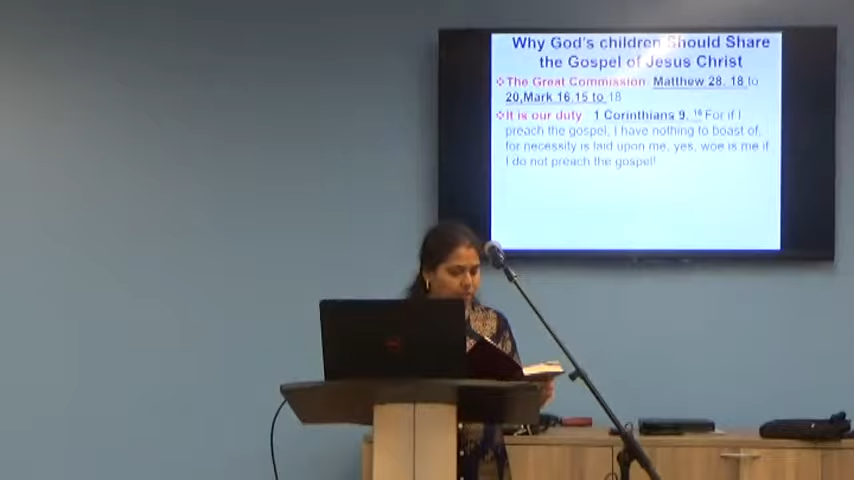 Why God's children Should Share
the Gospel of Jesus Christ
❖The Great Commission Matthew 28. 18 to
20,Mark 16.15 to 18
❖It is our duty 1 Corinthians 9. 16 For if I
preach the gospel, I have nothing to boast of,
for necessity is laid upon me, yes, woe is me if
I do not preach the gospel!